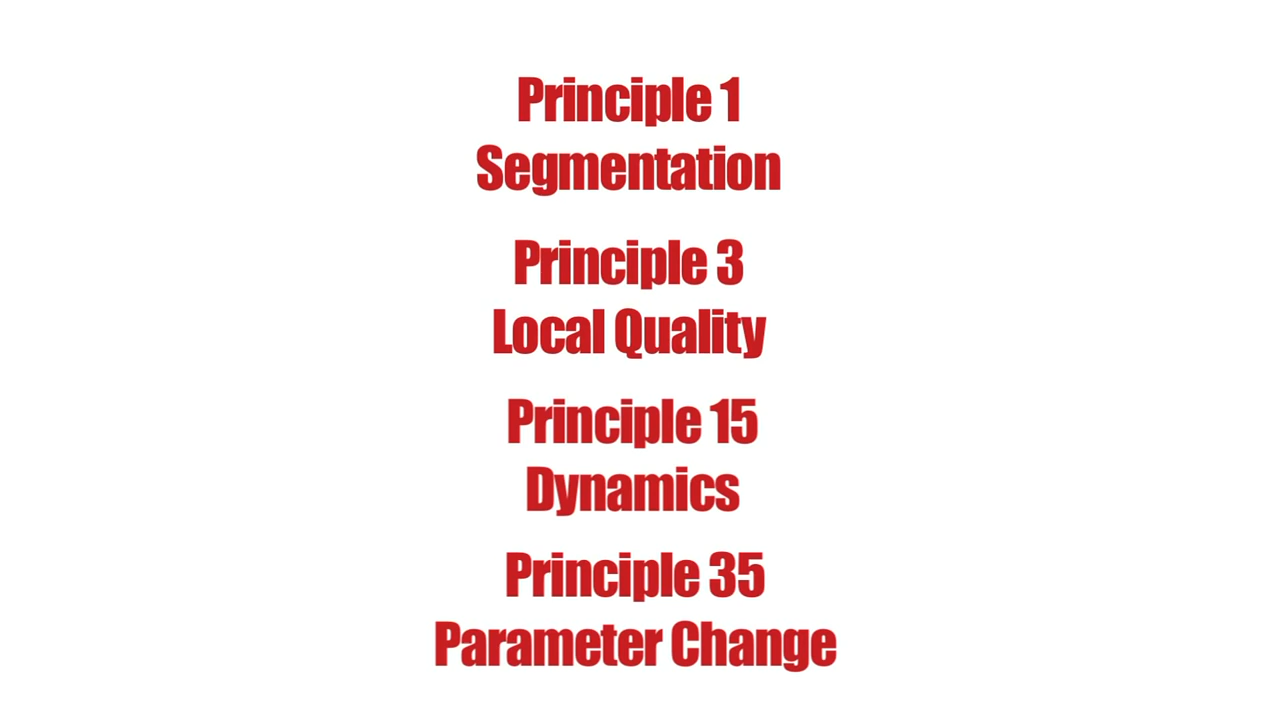 Principle 1
Segmentation
Principle 3
Local Quality
Principle 15
Dynamics
Principle 35
Parameter Change